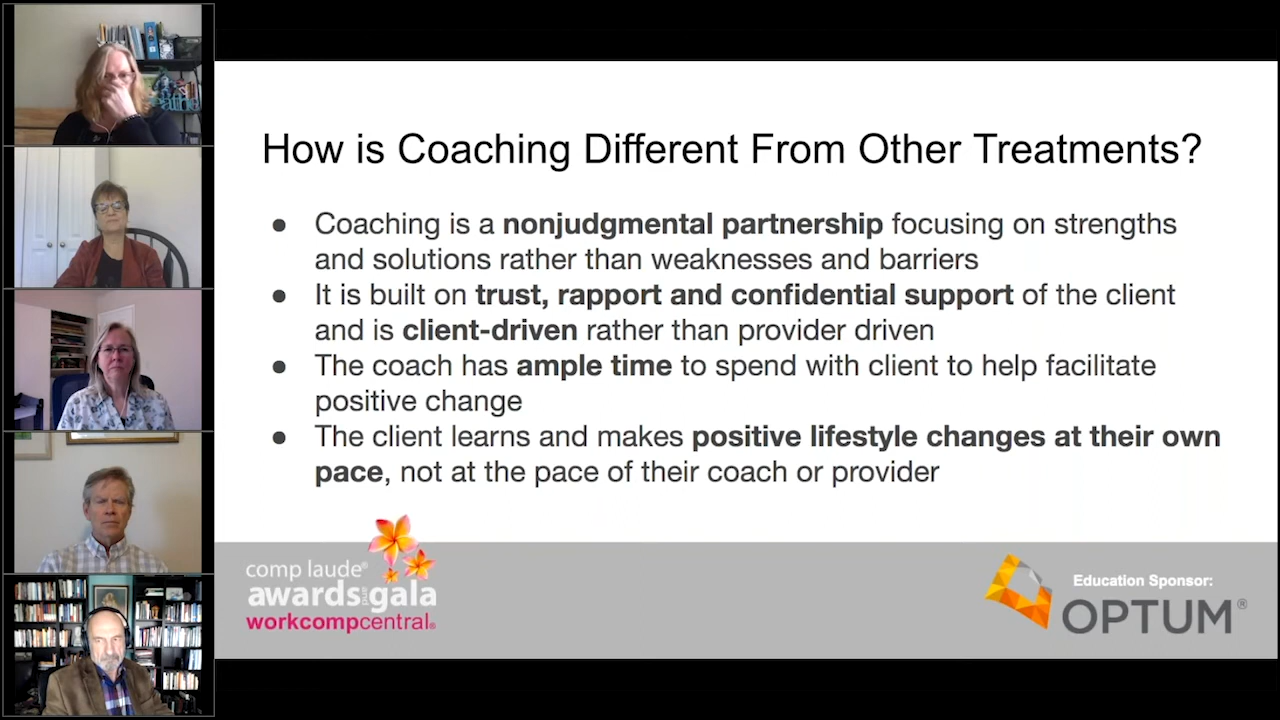 How is Coaching Different From Other Treatments?
● Coaching is a nonjudgmental partnership focusing on strengths
and solutions rather than weaknesses and barriers
● It is built on trust, rapport and confidential support of the client
and is client-driven rather than provider driven
● The coach has ample time to spend with client to help facilitate
positive change
● The client learns and makes positive lifestyle changes at their own
pace, not at the pace of their coach or provider
comp laude®
awards and gala
workcompcentral®
Education Sponsor:
OPTUM®